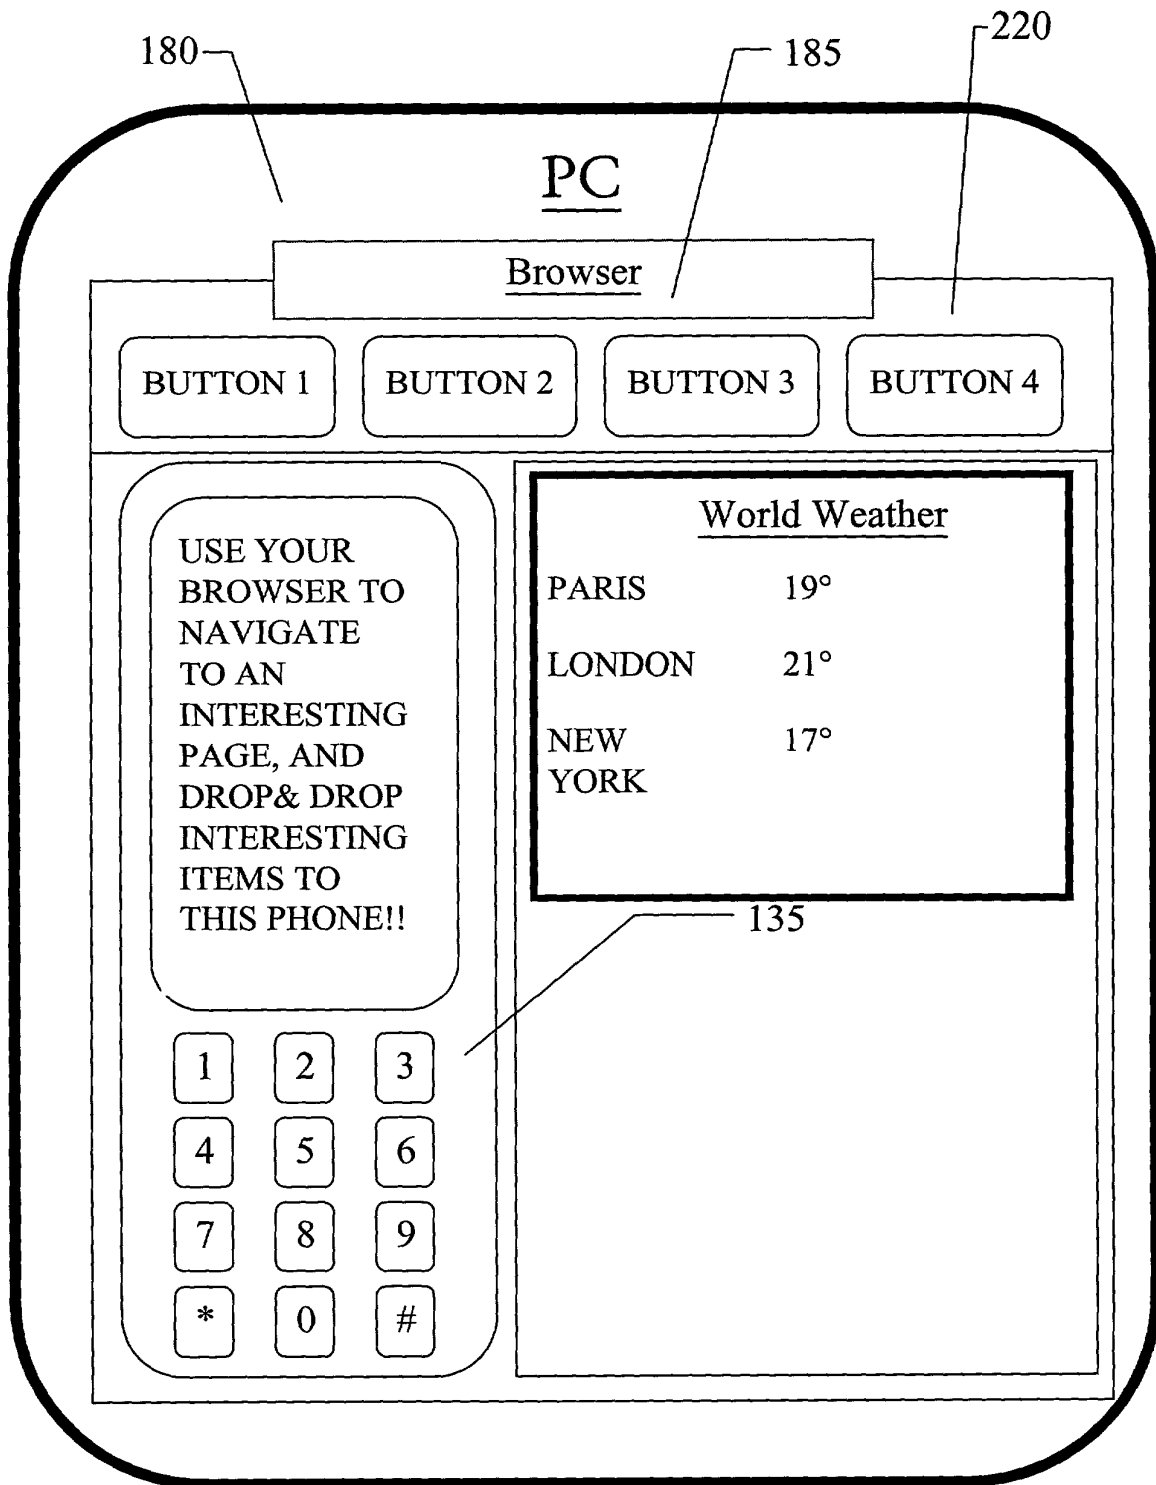 180
185
220
PC
Browser
BUTTON 1
BUTTON 2
BUTTON 3
BUTTON 4
USE YOUR
BROWSER TO
NAVIGATE
TO AN
INTERESTING
PAGE, AND
DROP& DROP
INTERESTING
ITEMS TO
THIS PHONE!!
World Weather
PARIS 19°
LONDON 21°
NEW 17°
YORK
135
1 2 3
4 5 6
7 8 9
* 0 #